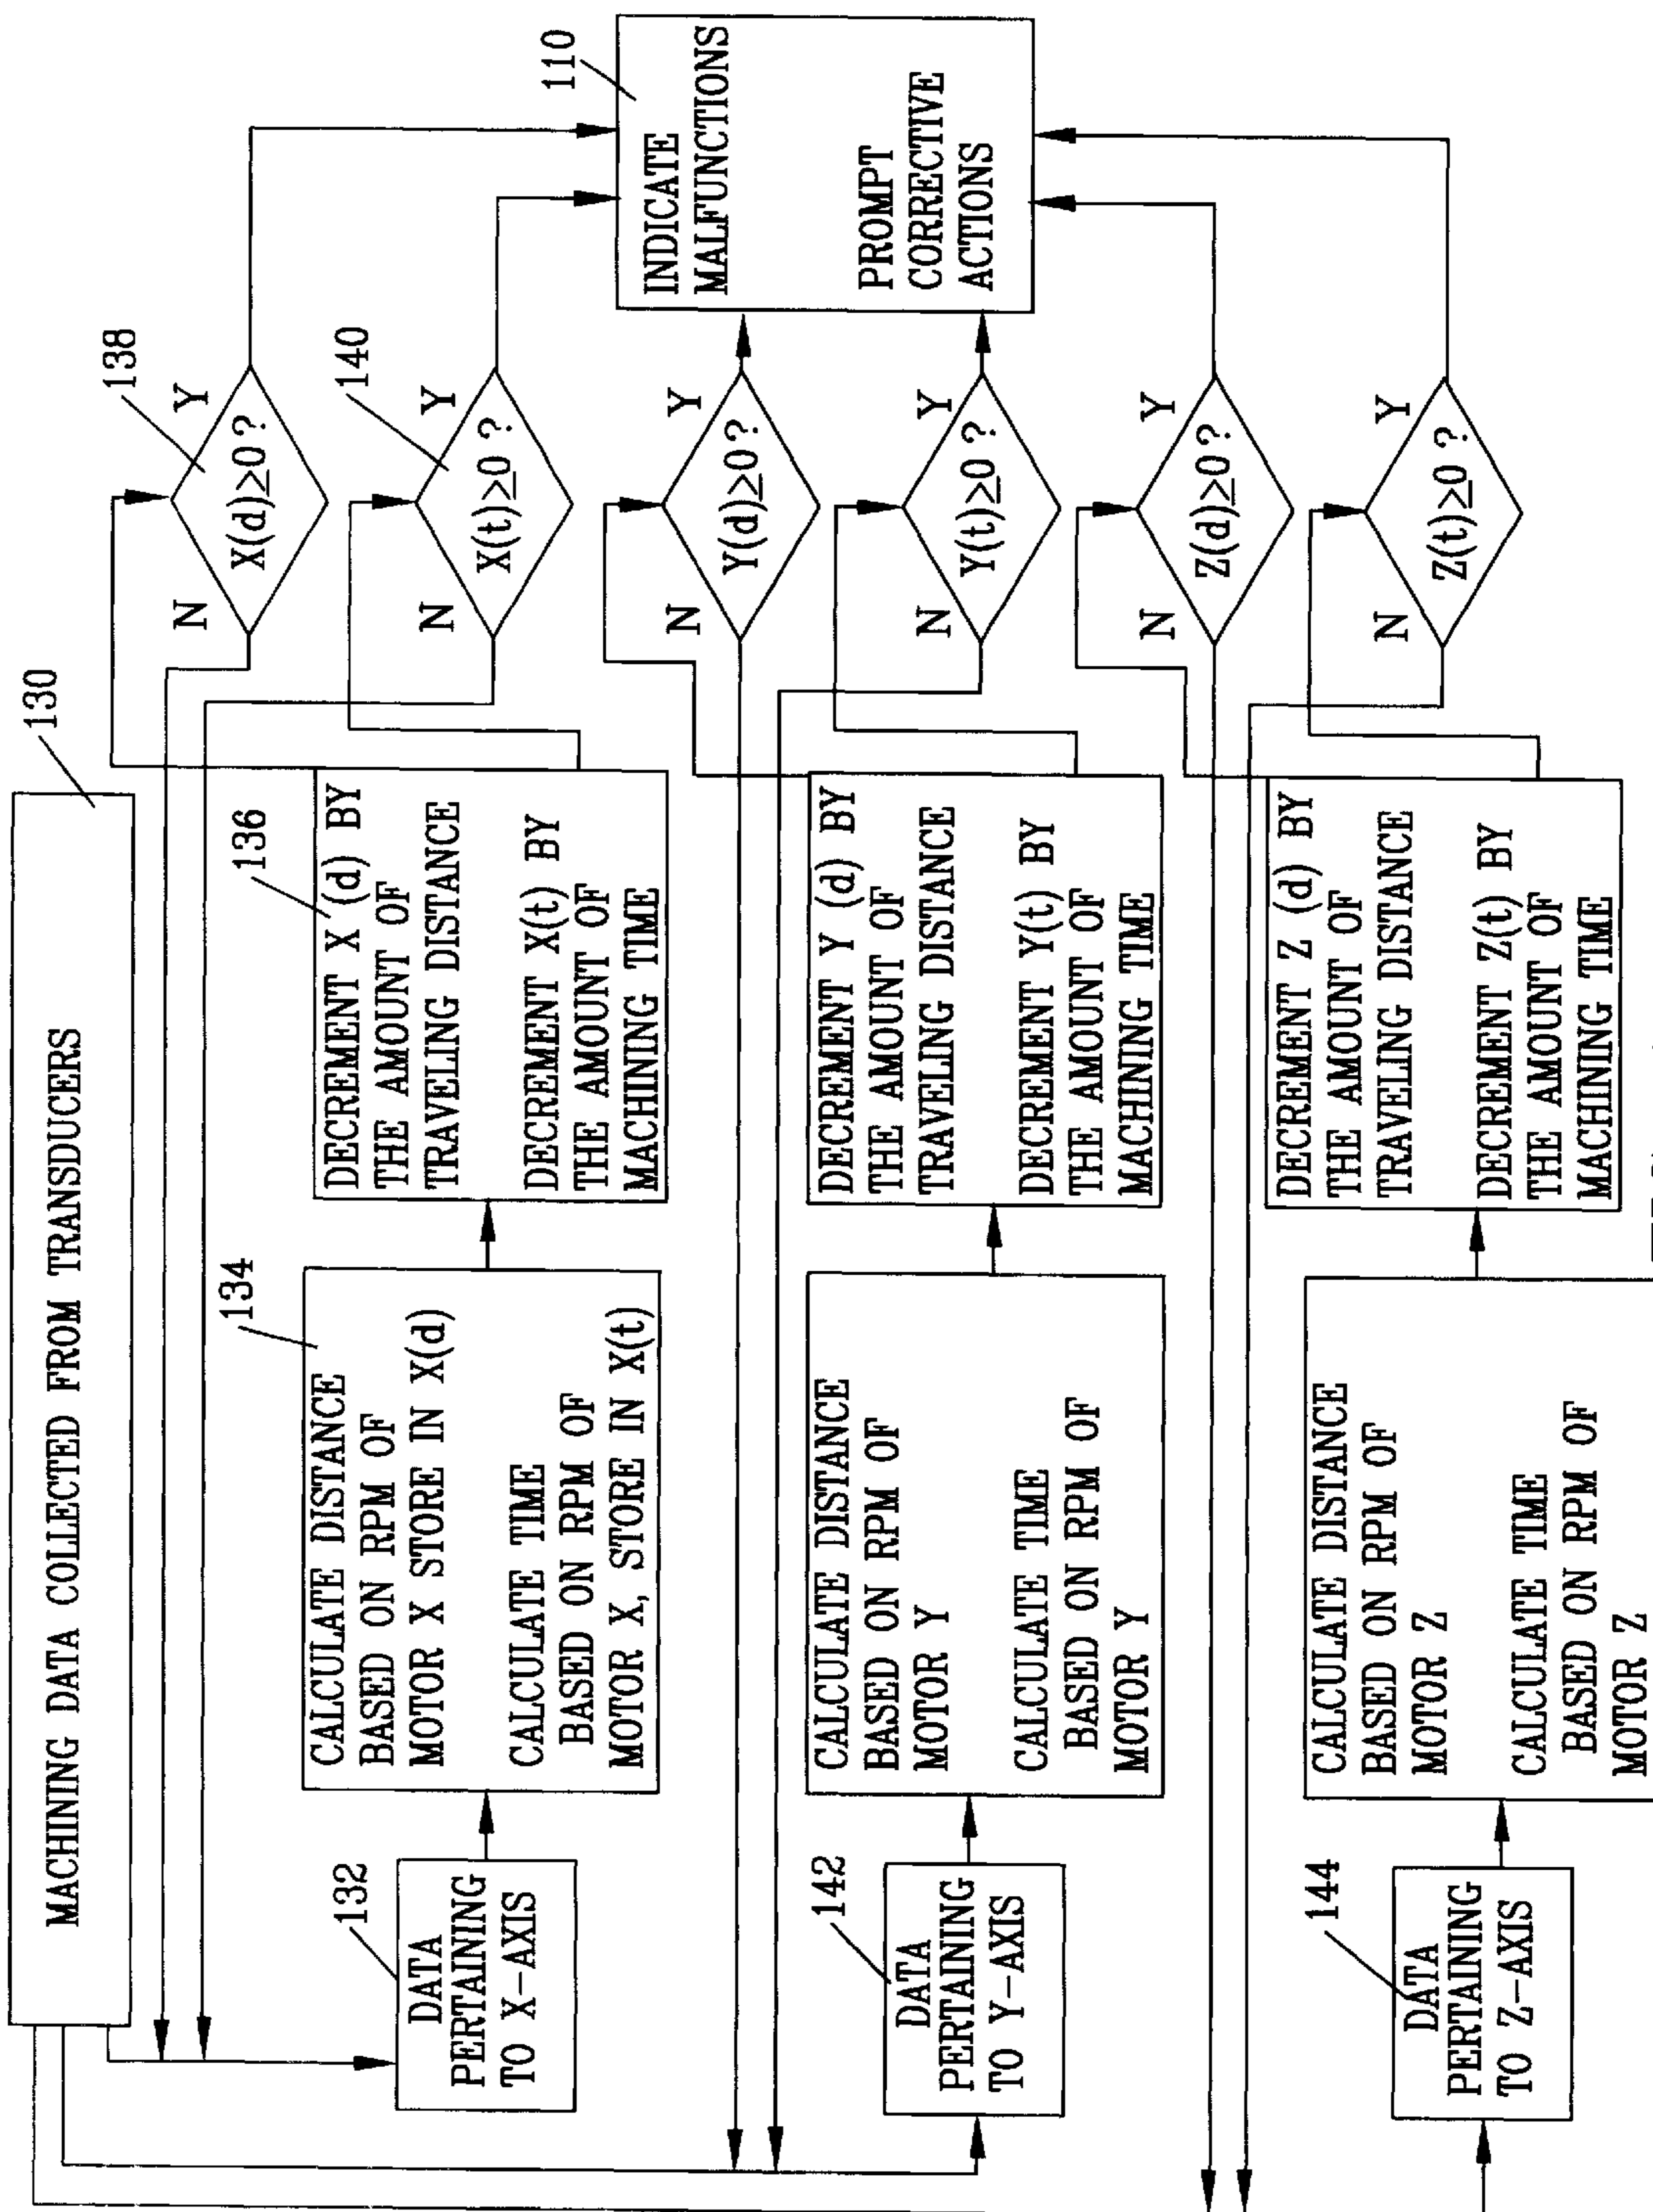 MACHINING DATA COLLECTED FROM TRANSDUCERS
130
132
DATA
PERTAINING
TO X-AXIS
134
CALCULATE DISTANCE
BASED ON RPM OF
MOTOR X STORE IN X(d)
CALCULATE TIME
BASED ON RPM OF
MOTOR X, STORE IN X(t)
136
DECREMENT X (d) BY
THE AMOUNT OF
TRAVELING DISTANCE
DECREMENT X(t) BY
THE AMOUNT OF
MACHINING TIME
138
N
X(d)≥0 ?
Y
140
N
X(t)≥0 ?
Y
142
DATA
PERTAINING
TO Y-AXIS
CALCULATE DISTANCE
BASED ON RPM OF
MOTOR Y
CALCULATE TIME
BASED ON RPM OF
MOTOR Y
DECREMENT Y (d) BY
THE AMOUNT OF
TRAVELING DISTANCE
DECREMENT Y(t) BY
THE AMOUNT OF
MACHINING TIME
N
Y(d)≥0 ?
Y
N
Y(t)≥0 ?
Y
110
INDICATE
MALFUNCTIONS
PROMPT
CORRECTIVE
ACTIONS
144
DATA
PERTAINING
TO Z-AXIS
CALCULATE DISTANCE
BASED ON RPM OF
MOTOR Z
CALCULATE TIME
BASED ON RPM OF
MOTOR Z
DECREMENT Z (d) BY
THE AMOUNT OF
TRAVELING DISTANCE
DECREMENT Z(t) BY
THE AMOUNT OF
MACHINING TIME
N
Z(d)≥0 ?
Y
N
Z(t)≥0 ?
Y